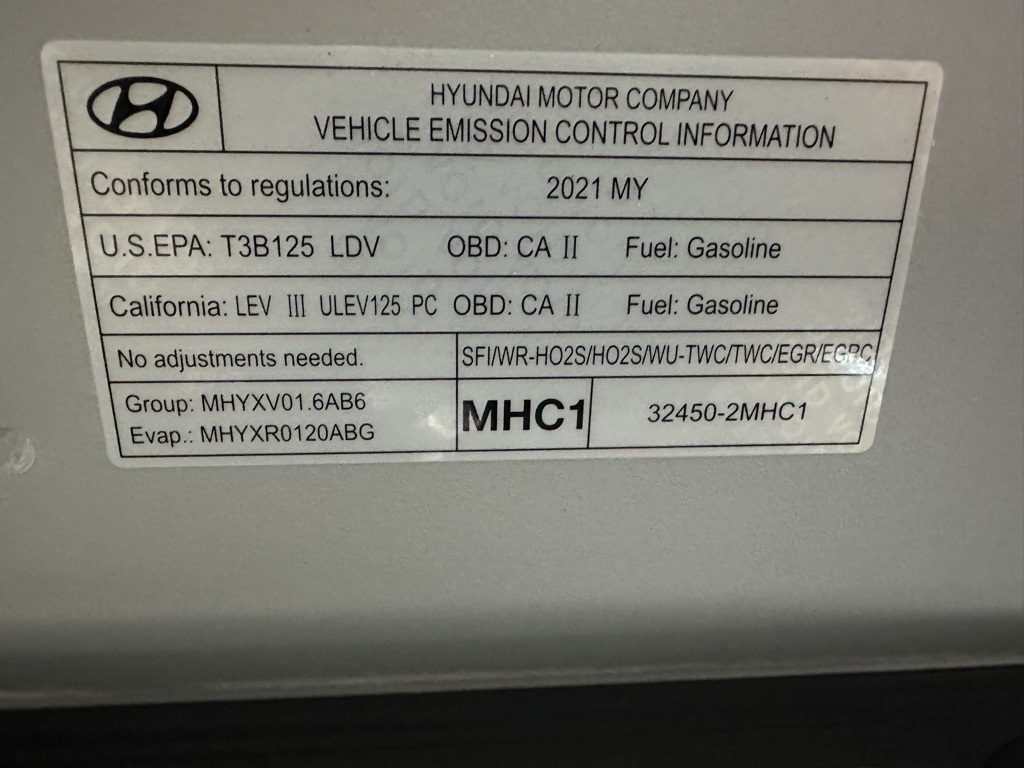 HYUNDAI MOTOR COMPANY
VEHICLE EMISSION CONTROL INFORMATION
Conforms to regulations: 2021 MY
U.S.EPA: T3B125 LDV OBD: CA II Fuel: Gasoline
California: LEV III ULEV125 PC OBD: CA II Fuel: Gasoline
No adjustments needed. SFI/WR-HO2S/HO2S/WU-TWC/TWC/EGR/EGRC
Group: MHYXV01.6AB6
Evap.: MHYXR0120ABG
MHC1 32450-2MHC1